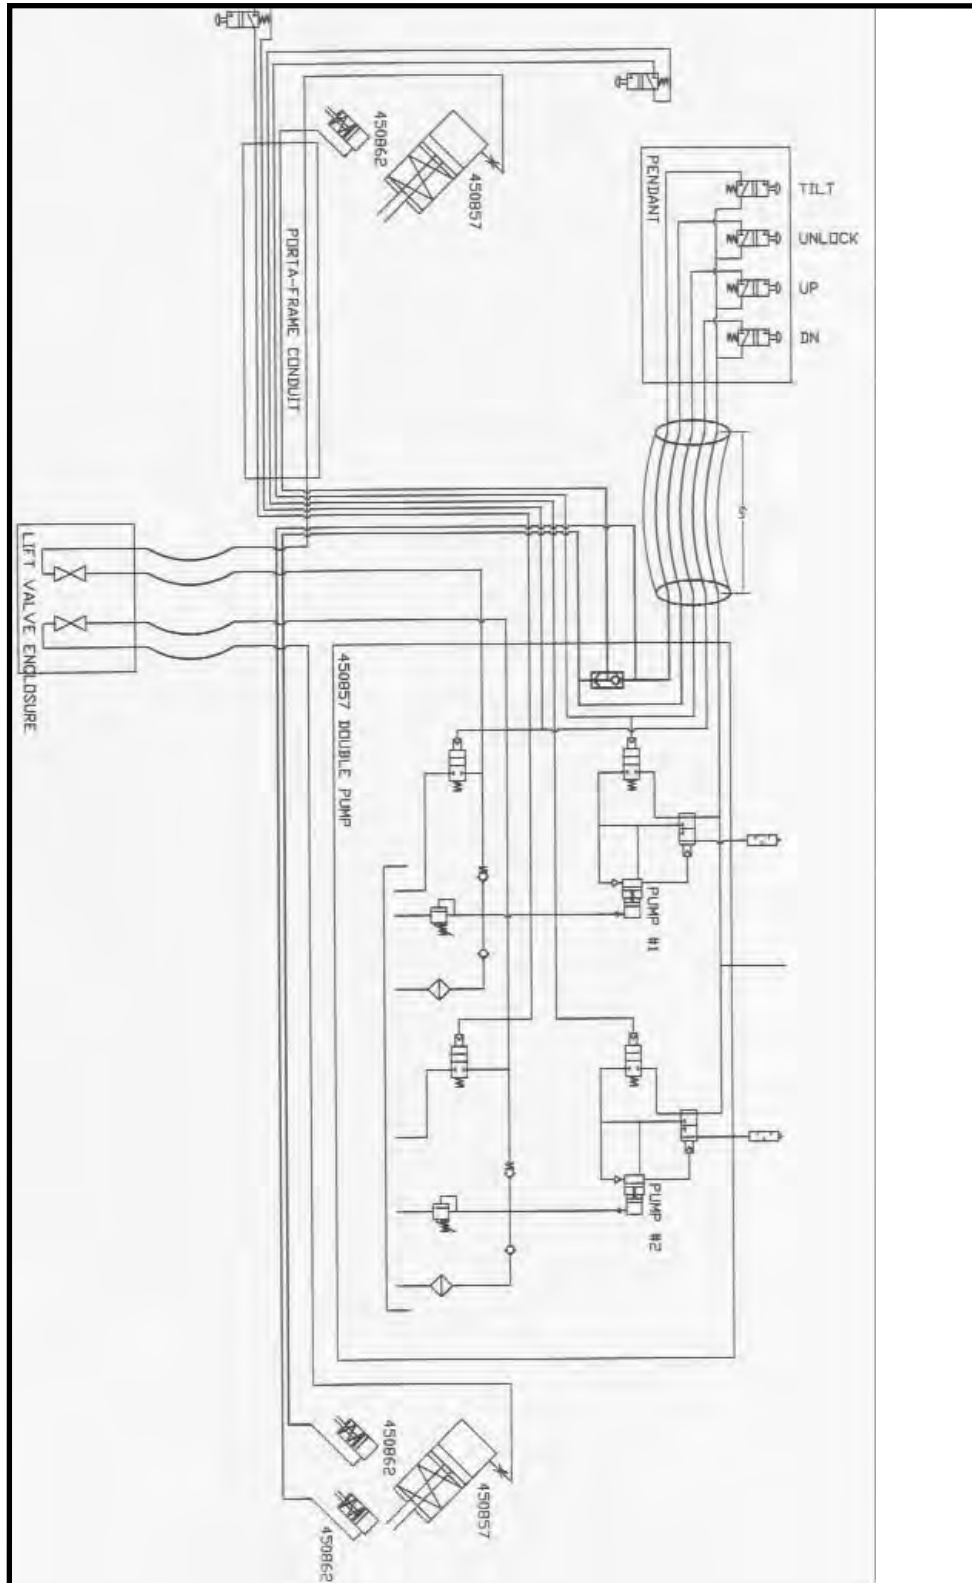 450862
450857
PORTA-FRAME CONDUIT
PENDANT
TILT
UNLOCK
UP
DN
LIFT VALVE ENCLOSURE
450857 DOUBLE PUMP
PUMP #1
PUMP #2
450862
450857
450862